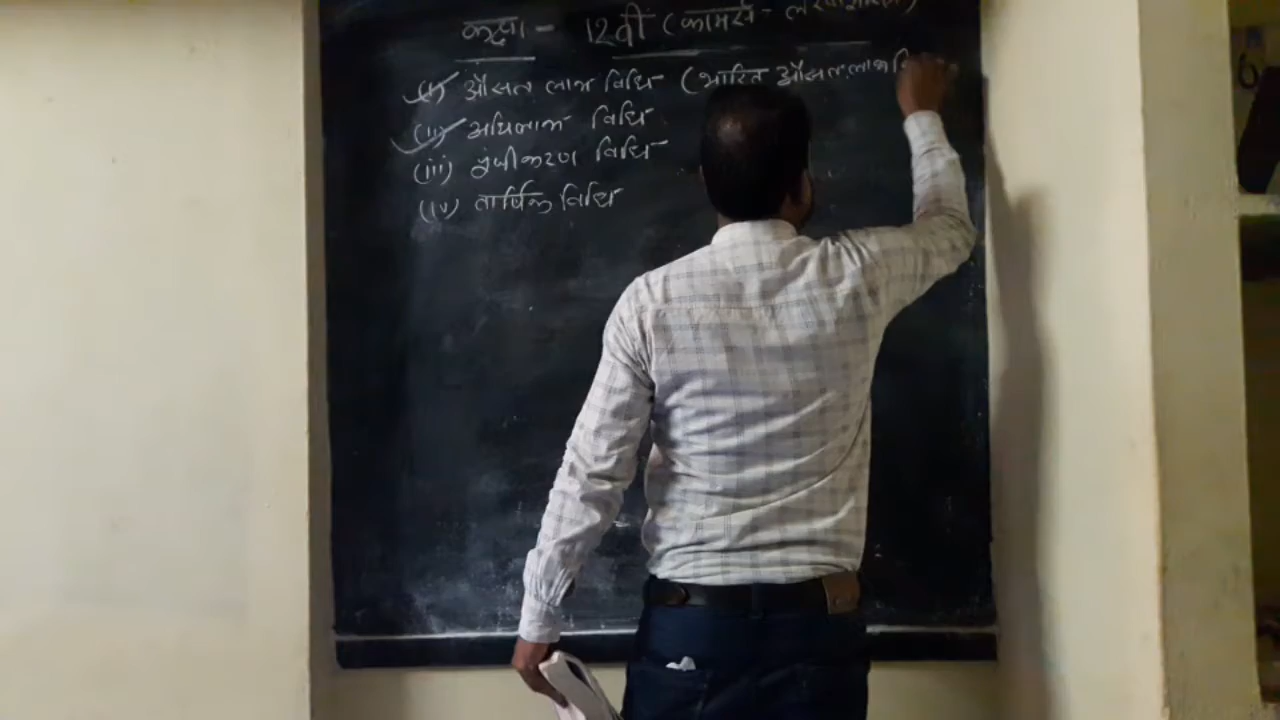 कक्षा - 12वीं (कामर्स - लेखाशास्त्र)
(i) औसत लाभ विधि (भारित औसत लाभ वि
(ii) अधिलाभ विधि
(iii) पूंजीकरण विधि
(iv) वार्षिक विधि